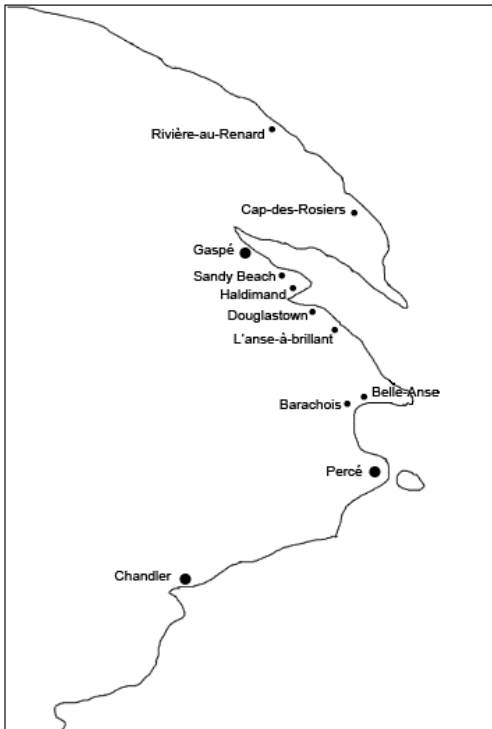 Rivière-au-Renard
Cap-des-Rosiers
Gaspé
Sandy Beach
Haldimand
Douglastown
L'anse-à-brillant
Belle-Anse
Barachois
Percé
Chandler